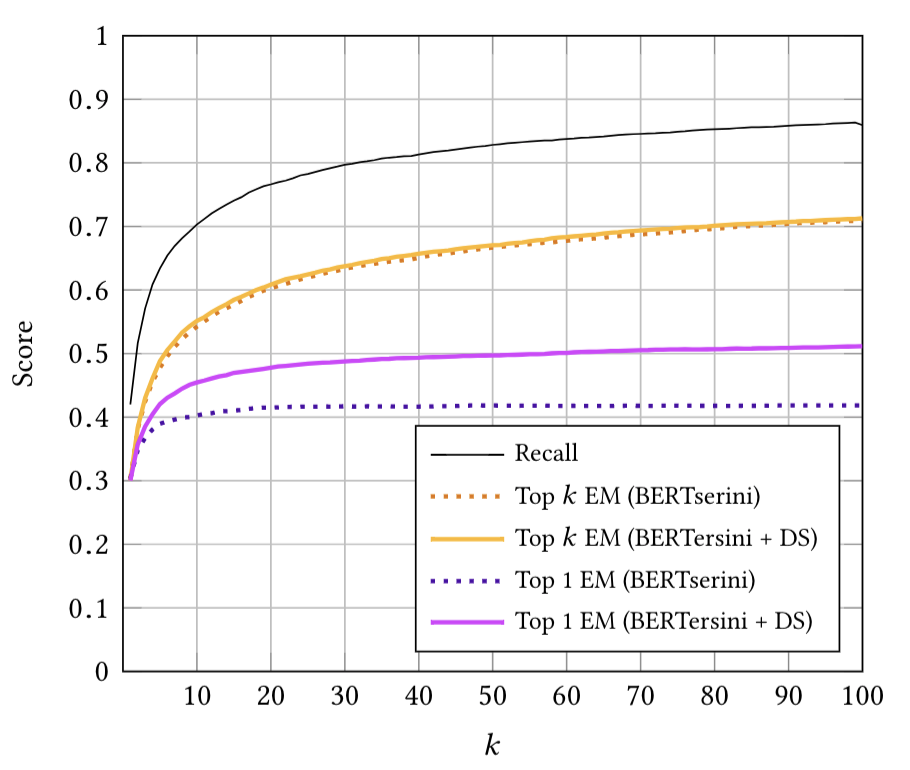 1
0.9
0.8
0.7
0.6
0.5
0.4
0.3
0.2
0.1
0
Score
Recall
Top k EM (BERTserini)
Top k EM (BERTersini + DS)
Top 1 EM (BERTserini)
Top 1 EM (BERTersini + DS)
10 20 30 40 50 60 70 80 90 100
k